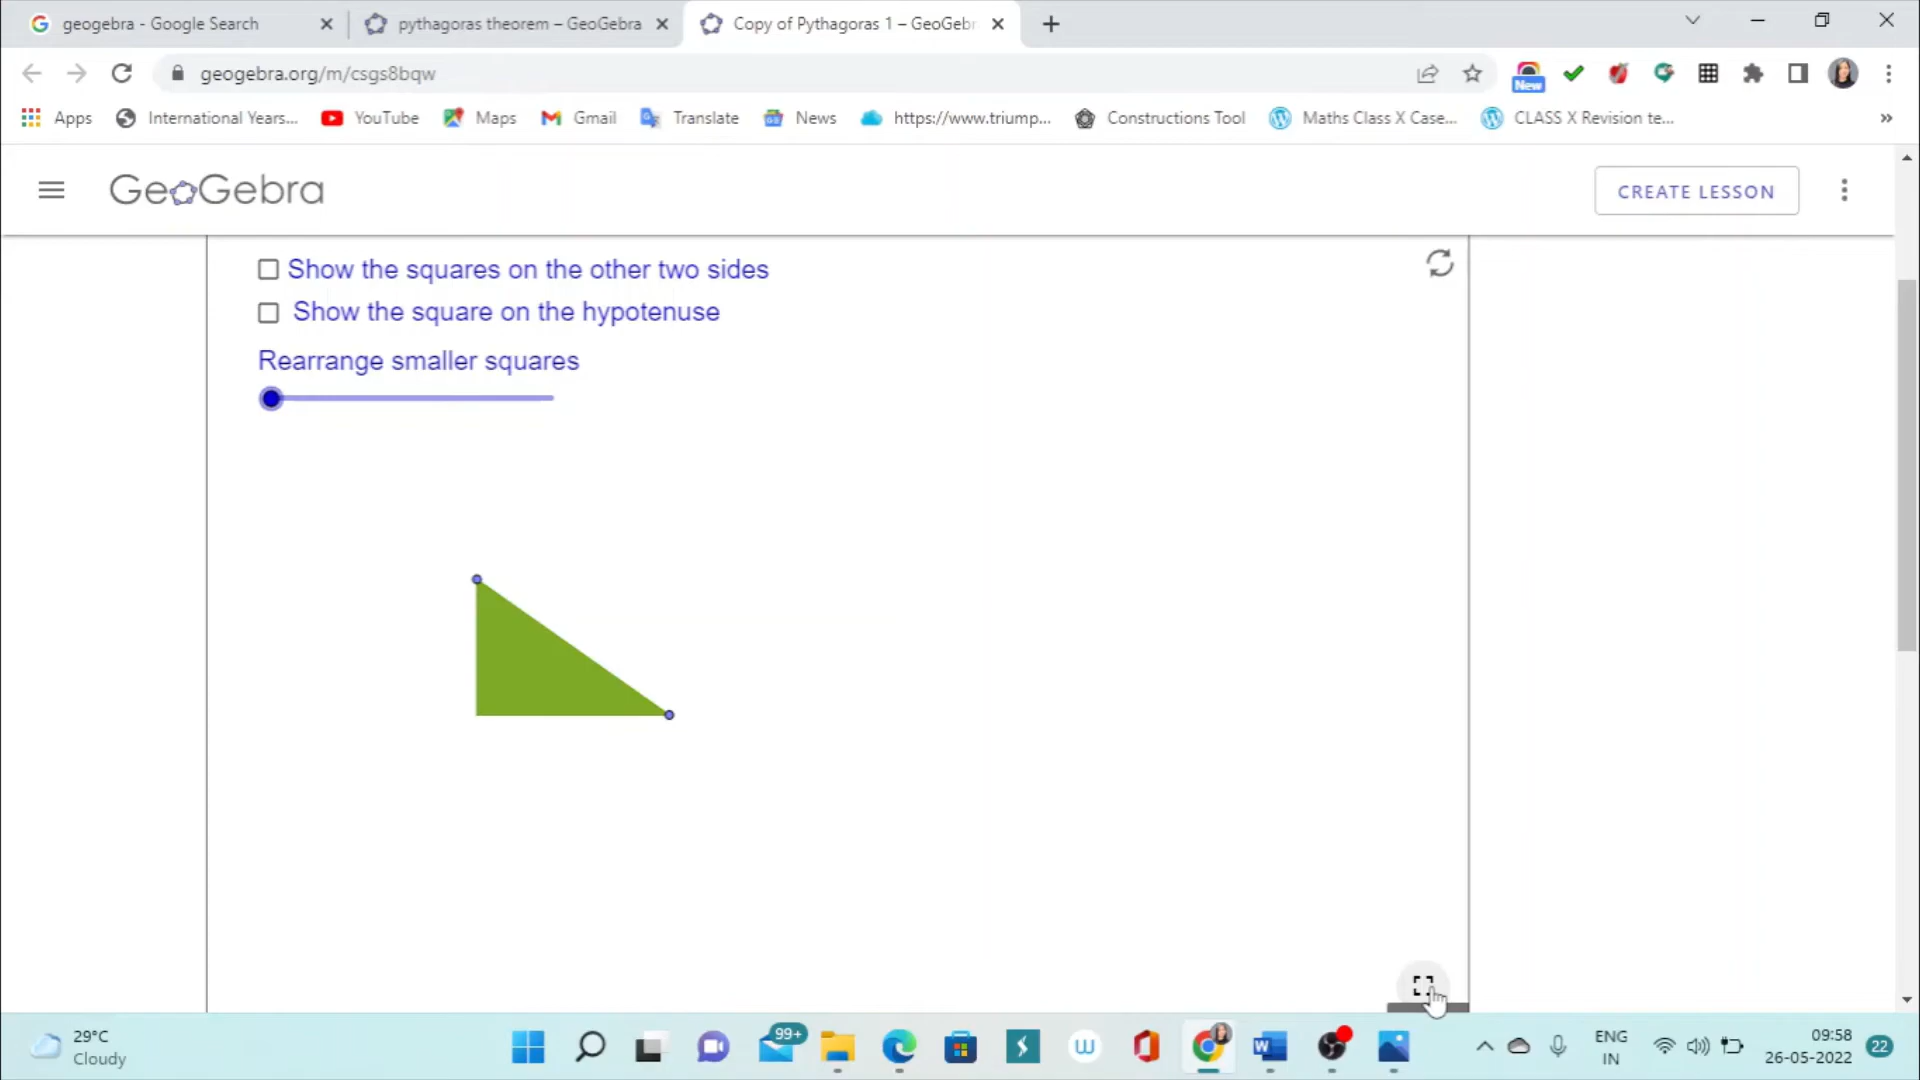 geogebra - Google Search
pythagoras theorem – GeoGebra
Copy of Pythagoras 1 – GeoGebr
geogebra.org/m/csgs8bqw
New
Apps
International Years...
YouTube
Maps
Gmail
Translate
News
https://www.triump...
Constructions Tool
Maths Class X Case...
CLASS X Revision te...
»
GeoGebra
CREATE LESSON
Show the squares on the other two sides
Show the square on the hypotenuse
Rearrange smaller squares
29°C
Cloudy
99+
ENG
IN
09:58
26-05-2022
22